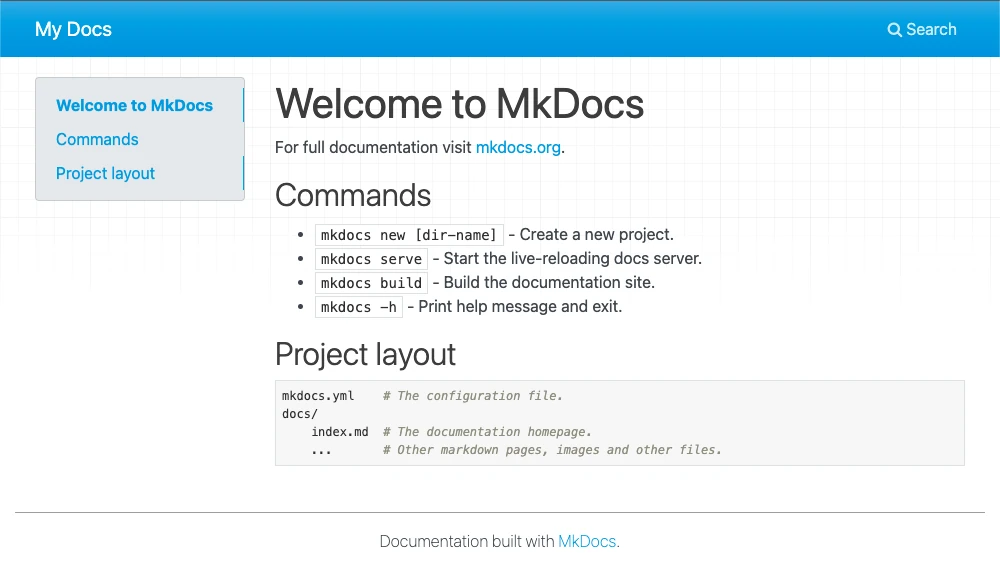 My Docs
Search
Welcome to MkDocs
Commands
Project layout
Welcome to MkDocs
For full documentation visit mkdocs.org.
Commands
• mkdocs new [dir-name] - Create a new project.
• mkdocs serve - Start the live-reloading docs server.
• mkdocs build - Build the documentation site.
• mkdocs -h - Print help message and exit.
Project layout
mkdocs.yml    # The configuration file.
docs/
    index.md  # The documentation homepage.
    ...       # Other markdown pages, images and other files.
Documentation built with MkDocs.